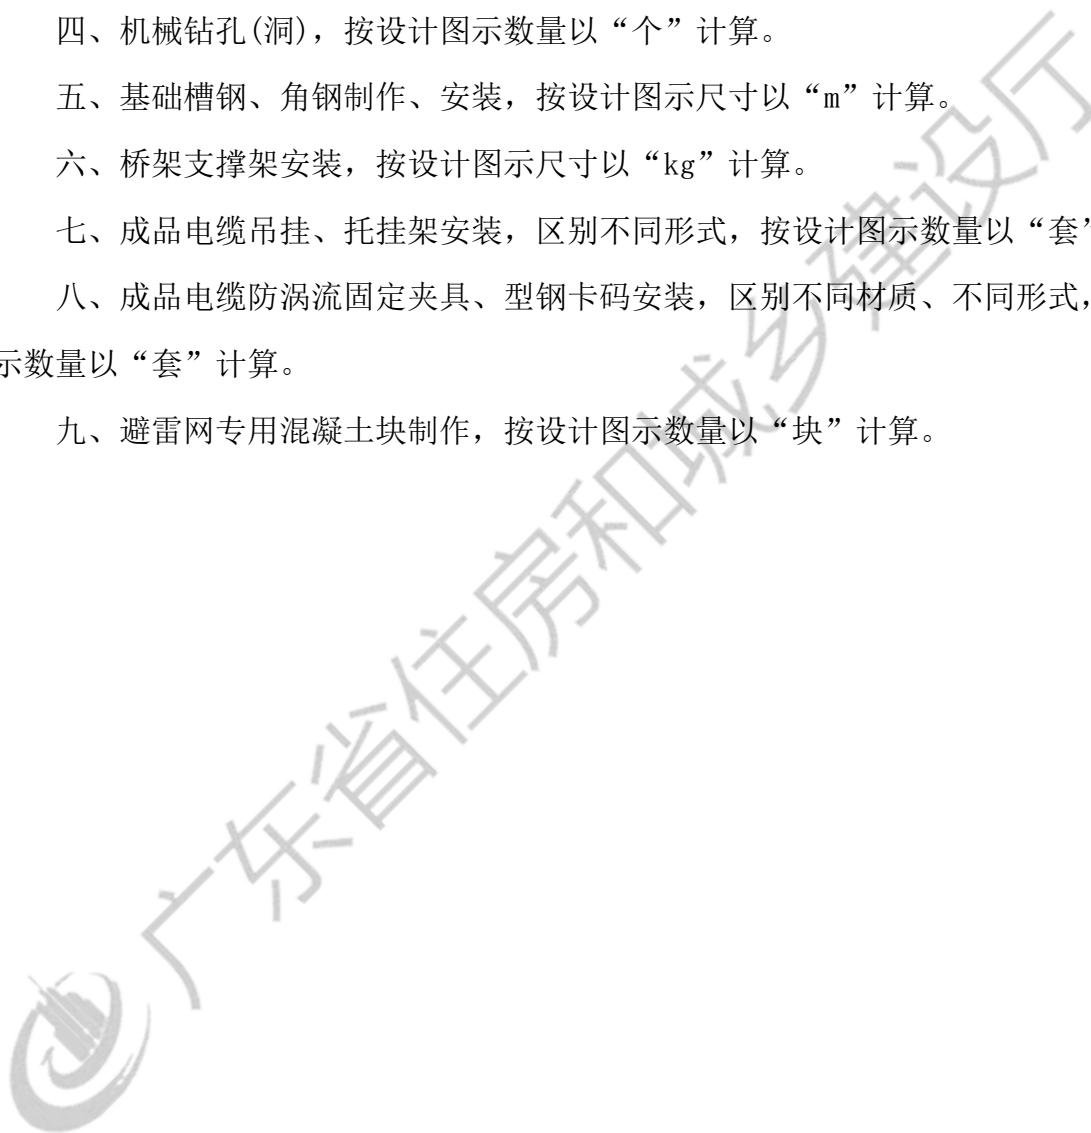 四、机械钻孔(洞)，按设计图示数量以“个”计算。
五、基础槽钢、角钢制作、安装，按设计图示尺寸以“m”计算。
六、桥架支撑架安装，按设计图示尺寸以“kg”计算。
七、成品电缆吊挂、托挂架安装，区别不同形式，按设计图示数量以“套”
八、成品电缆防涡流固定夹具、型钢卡码安装，区别不同材质、不同形式，
示数量以“套”计算。
九、避雷网专用混凝土块制作，按设计图示数量以“块”计算。
广东省住房和城乡建设厅